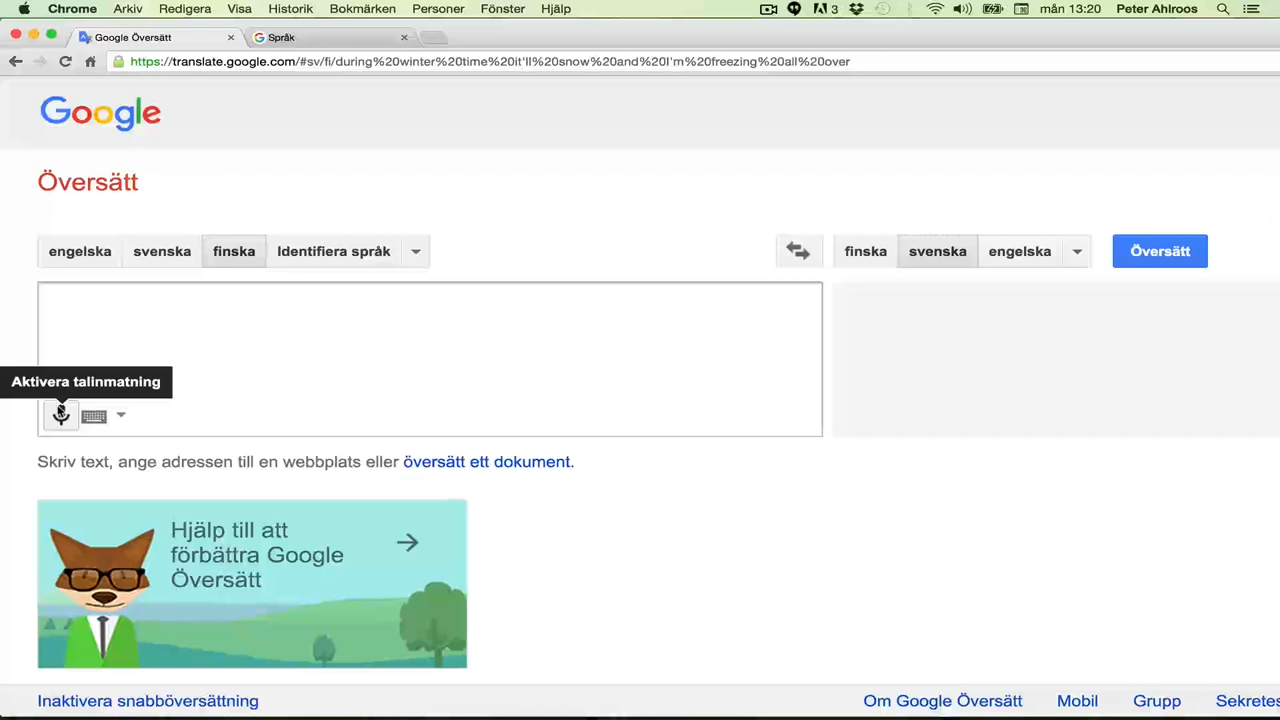 Chrome Arkiv Redigera Visa Historik Bokmärken Personer Fönster Hjälp 3 mån 13:20 Peter Ahlroos
Google Översätt Språk
https://translate.google.com/#sv/fi/during%20winter%20time%20it'll%20snow%20and%20I'm%20freezing%20all%20over
Google
Översätt
engelska svenska finska Identifiera språk finska svenska engelska Översätt
Aktivera talinmatning
Skriv text, ange adressen till en webbplats eller översätt ett dokument.
Hjälp till att
förbättra Google
Översätt
Inaktivera snabböversättning Om Google Översätt Mobil Grupp Sekretes